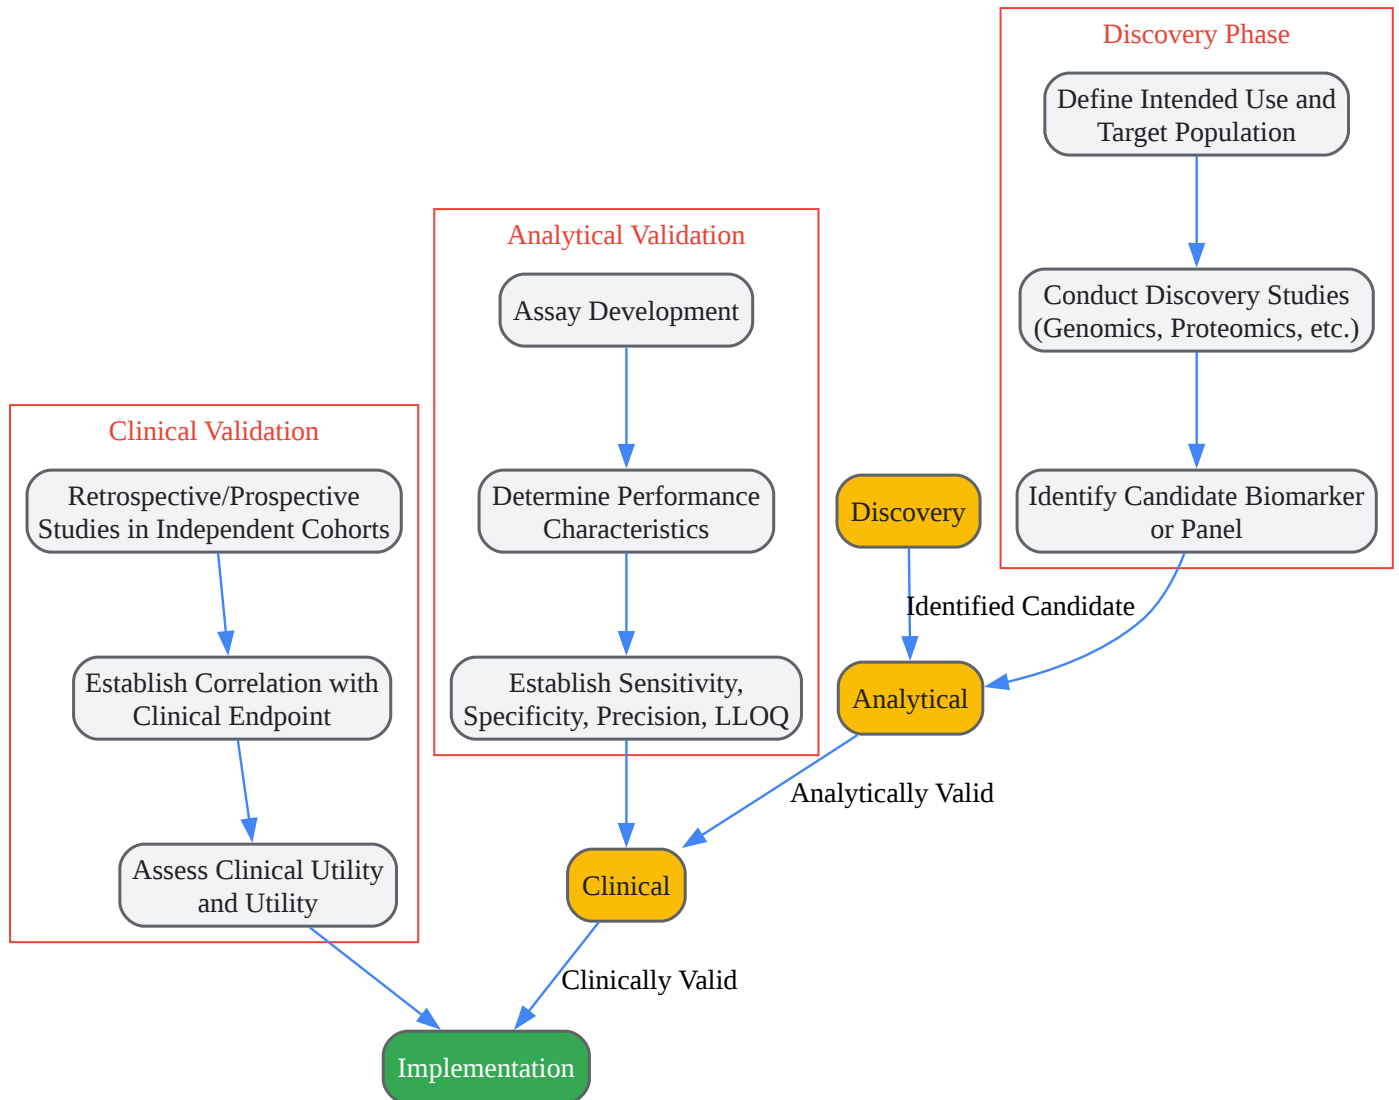 Discovery Phase
Define Intended Use and
Target Population
Conduct Discovery Studies
(Genomics, Proteomics, etc.)
Identify Candidate Biomarker
or Panel
Analytical Validation
Assay Development
Determine Performance
Characteristics
Establish Sensitivity,
Specificity, Precision, LLOQ
Clinical Validation
Retrospective/Prospective
Studies in Independent Cohorts
Establish Correlation with
Clinical Endpoint
Assess Clinical Utility
and Utility
Discovery
Identified Candidate
Analytical
Analytically Valid
Clinical
Clinically Valid
Implementation